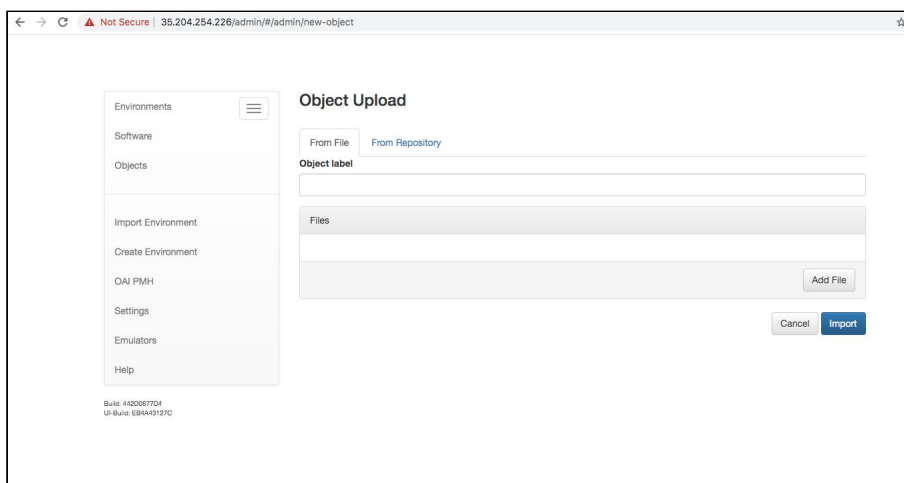 Not Secure 35.204.254.226/admin/#/admin/new-object
Environments
Software
Objects
Import Environment
Create Environment
OAI PMH
Settings
Emulators
Help
Build: 442D0677D4
UI-Build: EB4A43127C
Object Upload
From File From Repository
Object label
Files
Add File
Cancel Import